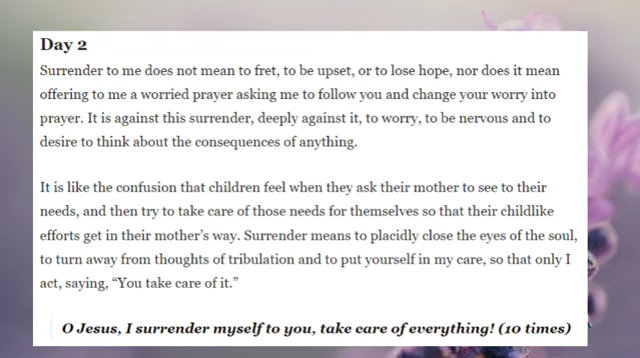 Day 2
Surrender to me does not mean to fret, to be upset, or to lose hope, nor does it mean
offering to me a worried prayer asking me to follow you and change your worry into
prayer. It is against this surrender, deeply against it, to worry, to be nervous and to
desire to think about the consequences of anything.
It is like the confusion that children feel when they ask their mother to see to their
needs, and then try to take care of those needs for themselves so that their childlike
efforts get in their mother’s way. Surrender means to placidly close the eyes of the soul,
to turn away from thoughts of tribulation and to put yourself in my care, so that only I
act, saying, “You take care of it.”
O Jesus, I surrender myself to you, take care of everything! (10 times)